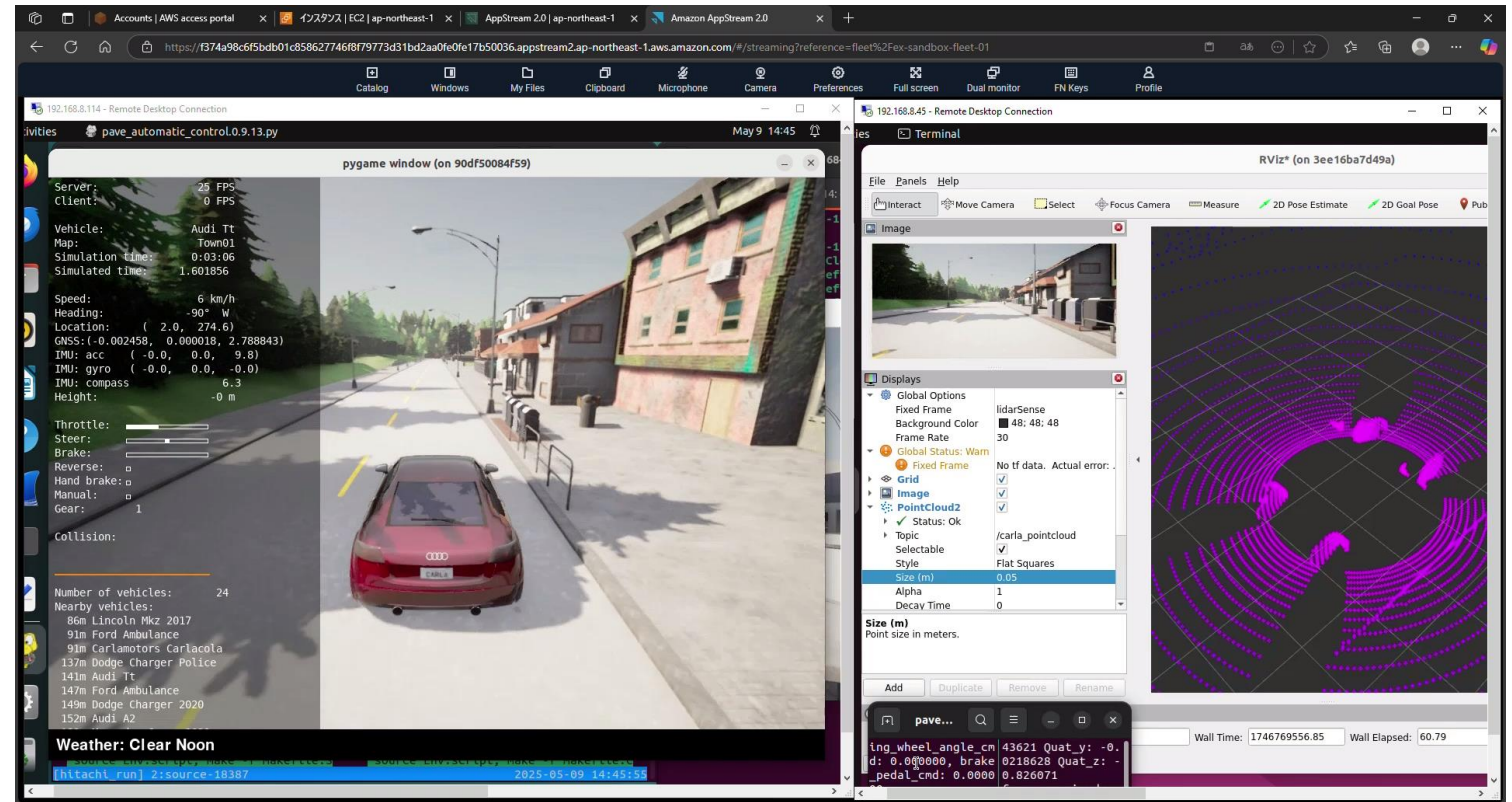 Accounts | AWS access portal
インスタンス | EC2 | ap-northeast-1
AppStream 2.0 | ap-northeast-1
Amazon AppStream 2.0
https://f374a98c6f5bdb01c858627746f8f79773d31bd2aa0fe0fe17b50036.appstream2.ap-northeast-1.aws.amazon.com/#/streaming?reference=fleet%2Fex-sandbox-fleet-01
Catalog
Windows
My Files
Clipboard
Microphone
Camera
Preferences
Full screen
Dual monitor
FN Keys
Profile
192.168.8.114 - Remote Desktop Connection
ivities
pave_automatic_control.0.9.13.py
May 9 14:45
pygame window (on 90df50084f59)
Server: 25 FPS
Client: 0 FPS
Vehicle: Audi Tt
Map: Town01
Simulation time: 0:03:06
Simulated time: 1.601856
Speed: 6 km/h
Heading: -90° W
Location: ( 2.0, 274.6)
GNSS:(-0.002458, 0.000018, 2.788843)
IMU: acc ( -0.0, 0.0, 9.8)
IMU: gyro ( -0.0, 0.0, -0.0)
IMU: compass 6.3
Height: -0 m
Throttle:
Steer:
Brake:
Reverse:
Hand brake:
Manual:
Gear: 1
Collision:
Number of vehicles: 24
Nearby vehicles:
86m Lincoln Mkz 2017
91m Ford Ambulance
91m Carlamotors Carlacola
137m Dodge Charger Police
141m Audi Tt
147m Ford Ambulance
149m Dodge Charger 2020
152m Audi A2
CARLA
Weather: Clear Noon
[hitachi_run] 2:source-18387
2025-05-09 14:45:55
192.168.8.45 - Remote Desktop Connection
ies
Terminal
RViz* (on 3ee16ba7d49a)
File Panels Help
Interact
Move Camera
Select
Focus Camera
Measure
2D Pose Estimate
2D Goal Pose
Pub
Image
Displays
Global Options
Fixed Frame lidarSense
Background Color 48; 48; 48
Frame Rate 30
Global Status: Warn
Fixed Frame No tf data. Actual error: .
Grid
Image
PointCloud2
Status: Ok
Topic /carla_pointcloud
Selectable
Style Flat Squares
Size (m) 0.05
Alpha 1
Decay Time 0
Size (m)
Point size in meters.
Add
Duplicate
Remove
Rename
pave...
ing_wheel_angle_cm
d: 0.000000, brake
_pedal_cmd: 0.0000
43621 Quat_y: -0.
0218628 Quat_z: -
0.826071
Wall Time: 1746769556.85
Wall Elapsed: 60.79